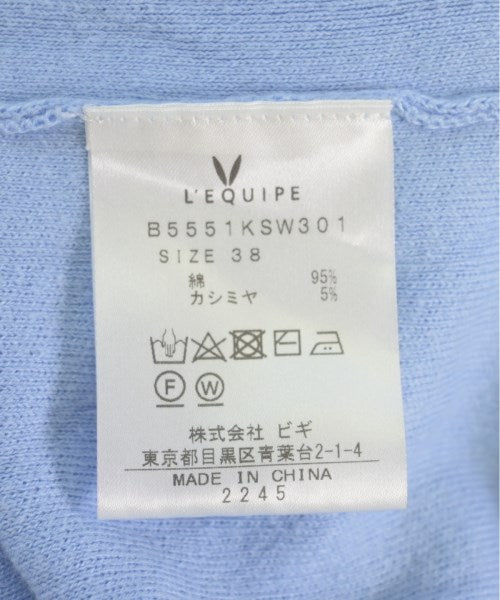 L'EQUIPE
B5551KSW301
SIZE 38
綿 95%
カシミヤ 5%
F W
株式会社 ビギ
東京都目黒区青葉台2-1-4
MADE IN CHINA
2245